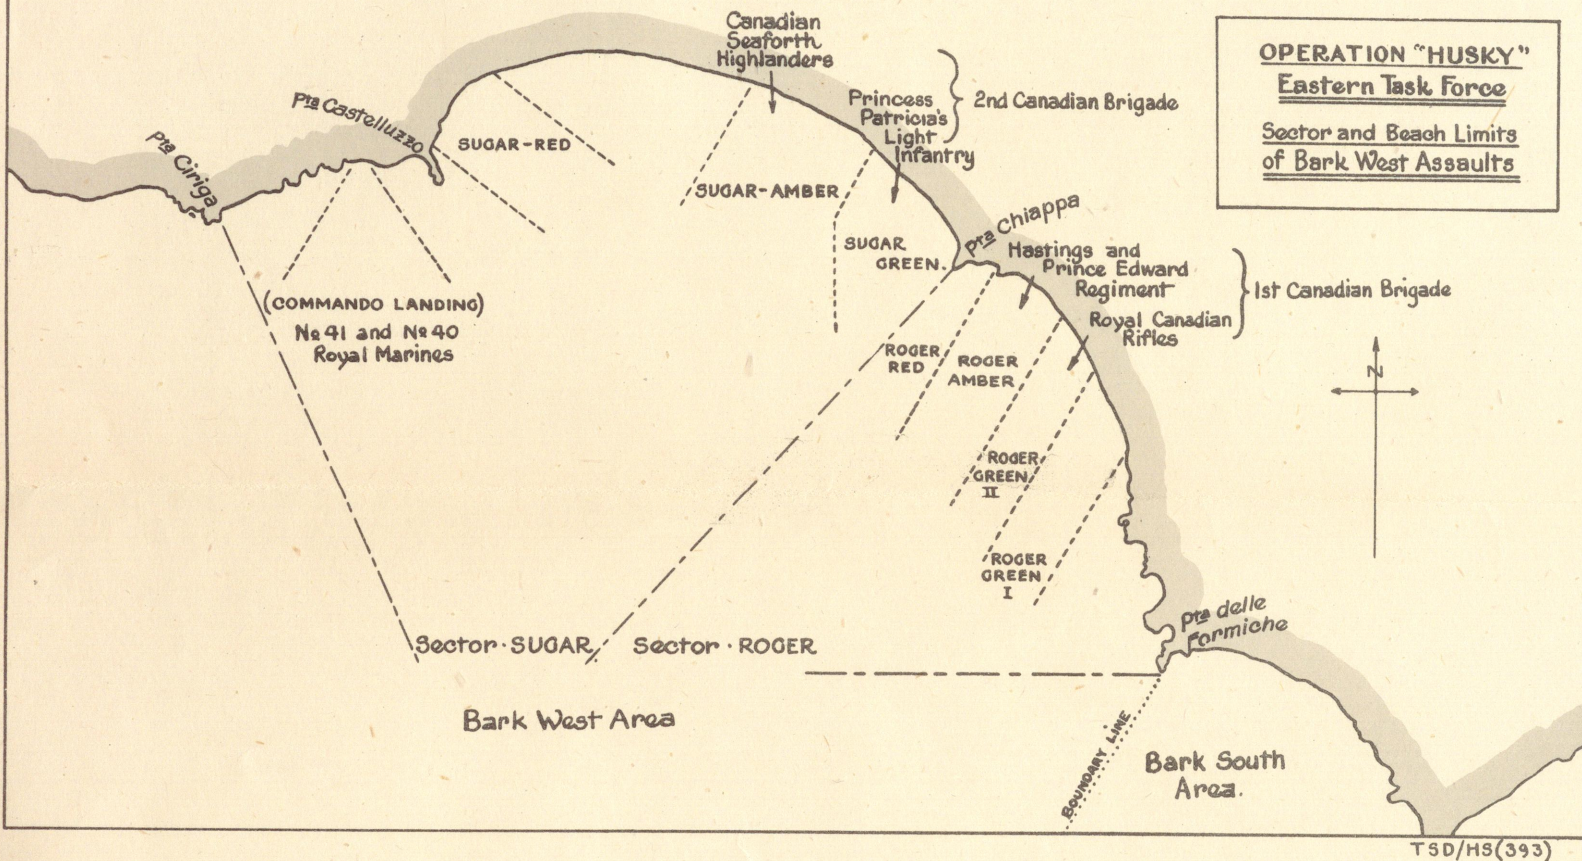 OPERATION "HUSKY"
Eastern Task Force
Sector and Beach Limits
of Bark West Assaults
Canadian
Seaforth
Highlanders
Princess
Patricia's
Light
Infantry
2nd Canadian Brigade
Pta Castelluzzo
Pta Ciriga
SUGAR-RED
SUGAR-AMBER
SUGAR
GREEN.
Pta Chiappa
Hastings and
Prince Edward
Regiment
Royal Canadian
Rifles
1st Canadian Brigade
(COMMANDO LANDING)
No 41 and No 40
Royal Marines
ROGER
RED
ROGER
AMBER
ROGER
GREEN
II
ROGER
GREEN
I
N
Pta delle
Formiche
Sector·SUGAR
Sector·ROGER
Bark West Area
BOUNDARY LINE
Bark South
Area.
TSD/HS(393)